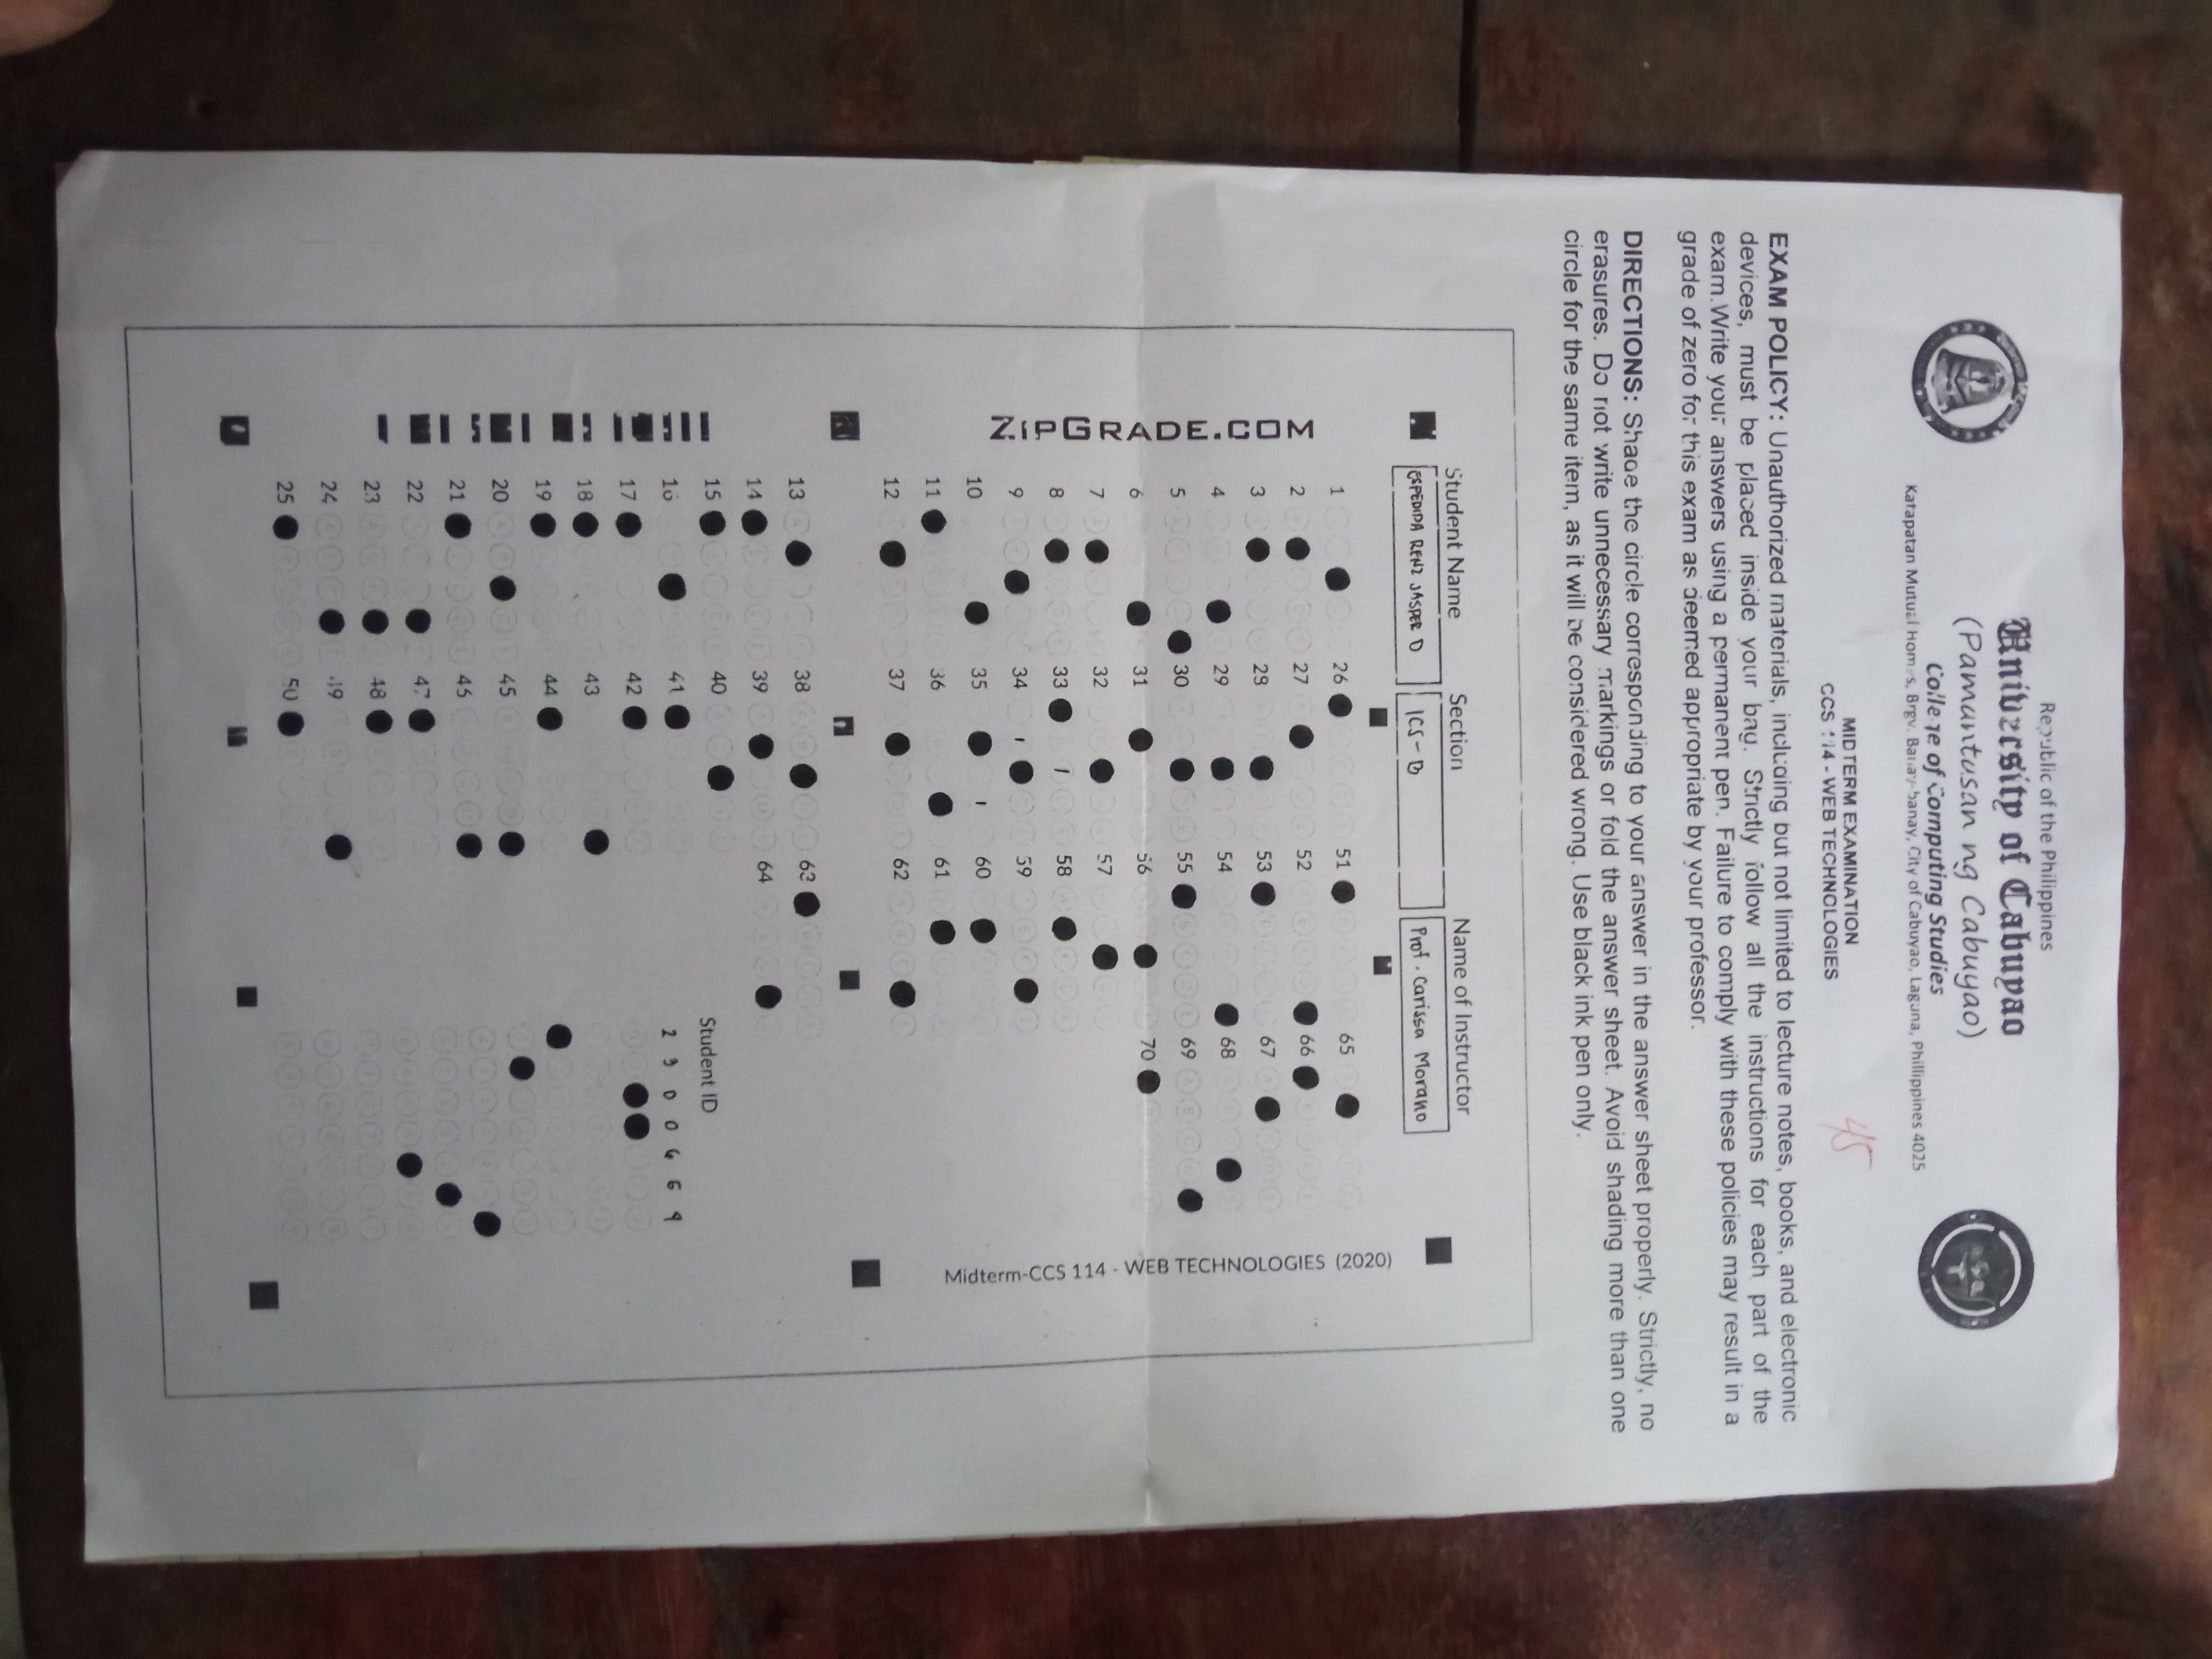 Republic of the Philippines
University of Cabuyao
(Pamantasan ng Cabuyao)
College of Computing Studies
Katapatan Mutual Homes, Brgy. Banay-banay, City of Cabuyao, Laguna, Phillippines 4025
MIDTERM EXAMINATION
CCS 114 - WEB TECHNOLOGIES
45
EXAM POLICY: Unauthorized materials, including but not limited to lecture notes, books, and electronic
devices, must be placed inside your bag. Strictly follow all the instructions for each part of the
exam. Write your answers using a permanent pen. Failure to comply with these policies may result in a
grade of zero for this exam as deemed appropriate by your professor.
DIRECTIONS: Shade the circle corresponding to your answer in the answer sheet properly. Strictly, no
erasures. Do not write unnecessary markings or fold the answer sheet. Avoid shading more than one
circle for the same item, as it will be considered wrong. Use black ink pen only.
Student Name Section Name of Instructor
RENZ JASPER D 1CS-D Prof. Carissa Morano
ZIPGRADE.COM
Midterm-CCS 114 - WEB TECHNOLOGIES (2020)
1 26 51 65
2 27 52 66
3 28 53 67
4 29 54 68
5 30 55 69
6 31 56 70
7 32 57
8 33 58
9 34 59
10 35 60
11 36 61
12 37 62
13 38 63
14 39 64
15 40 Student ID
16 41
17 42
18 43
19 44
20 45
21 46
22 47
23 48
24 49
25 50